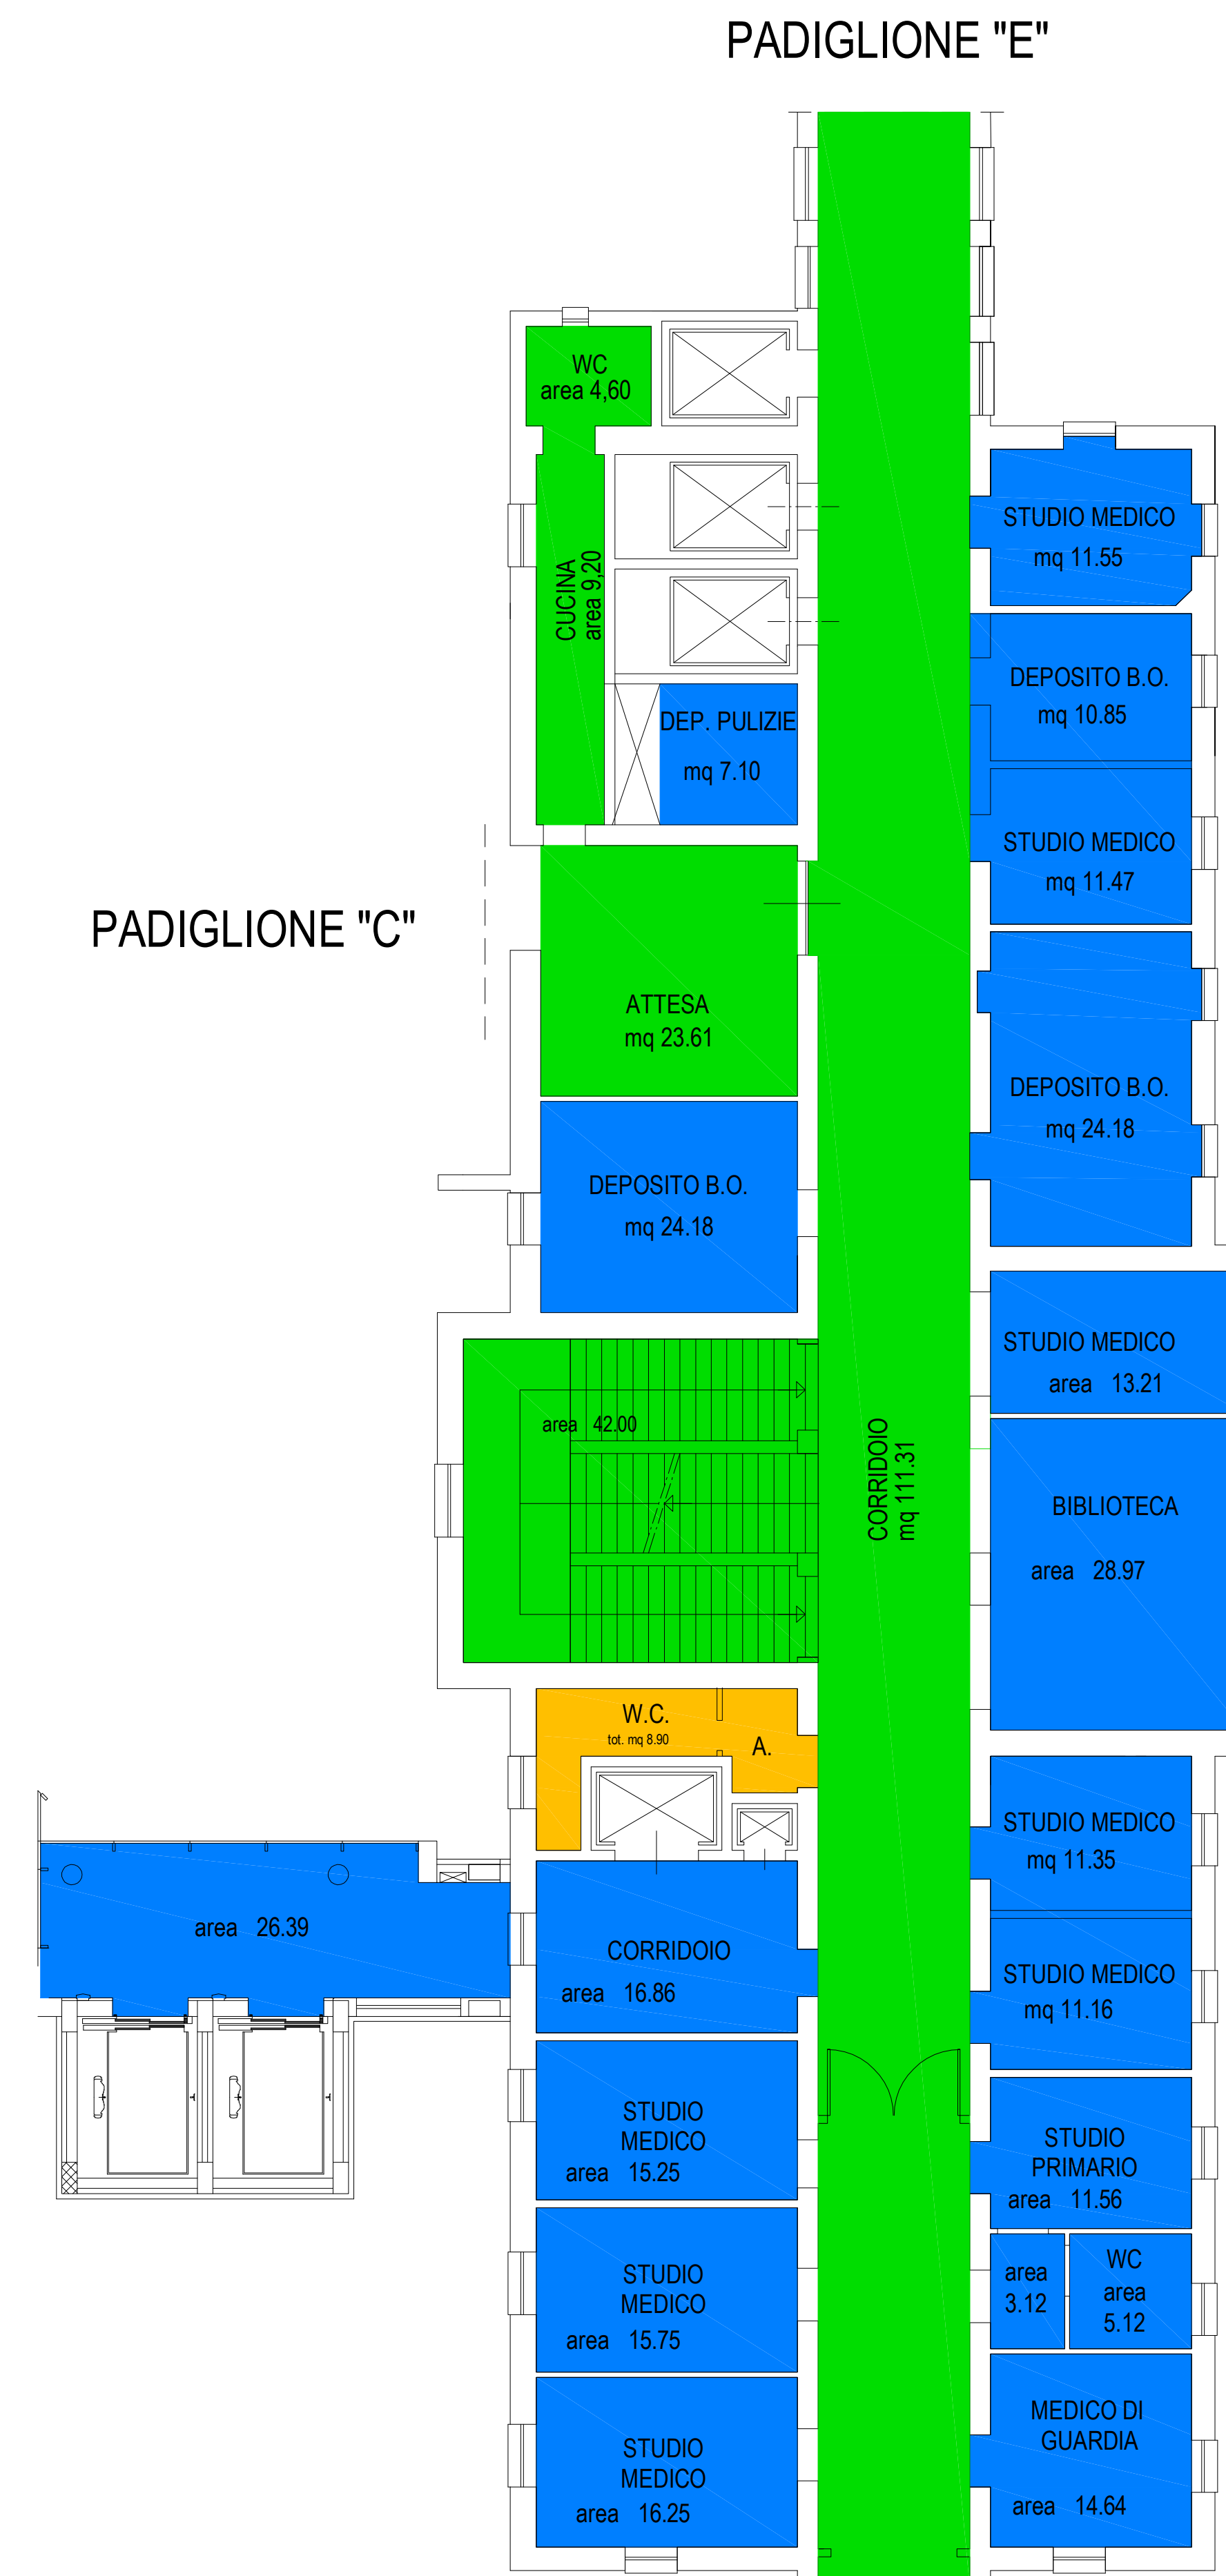 PADIGLIONE "E"
WC
area 4,60
STUDIO MEDICO
mq 11.55
CUCINA
area 9,20
DEPOSITO B.O.
mq 10.85
DEP. PULIZIE
mq 7.10
STUDIO MEDICO
mq 11.47
PADIGLIONE "C"
ATTESA
mq 23.61
DEPOSITO B.O.
mq 24.18
DEPOSITO B.O.
mq 24.18
STUDIO MEDICO
area 13.21
area 42.00
CORRIDOIO
mq 111.31
BIBLIOTECA
area 28.97
W.C.
tot. mq 8.90
A.
STUDIO MEDICO
mq 11.35
area 26.39
CORRIDOIO
area 16.86
STUDIO MEDICO
mq 11.16
STUDIO
MEDICO
area 15.25
STUDIO
PRIMARIO
area 11.56
STUDIO
MEDICO
area 15.75
area
3.12
WC
area
5.12
STUDIO
MEDICO
area 16.25
MEDICO DI
GUARDIA
area 14.64